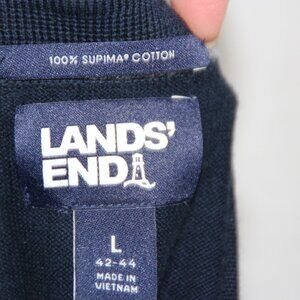 100% SUPIMA® COTTON
LANDS'
END
L
42-44
MADE IN
VIETNAM